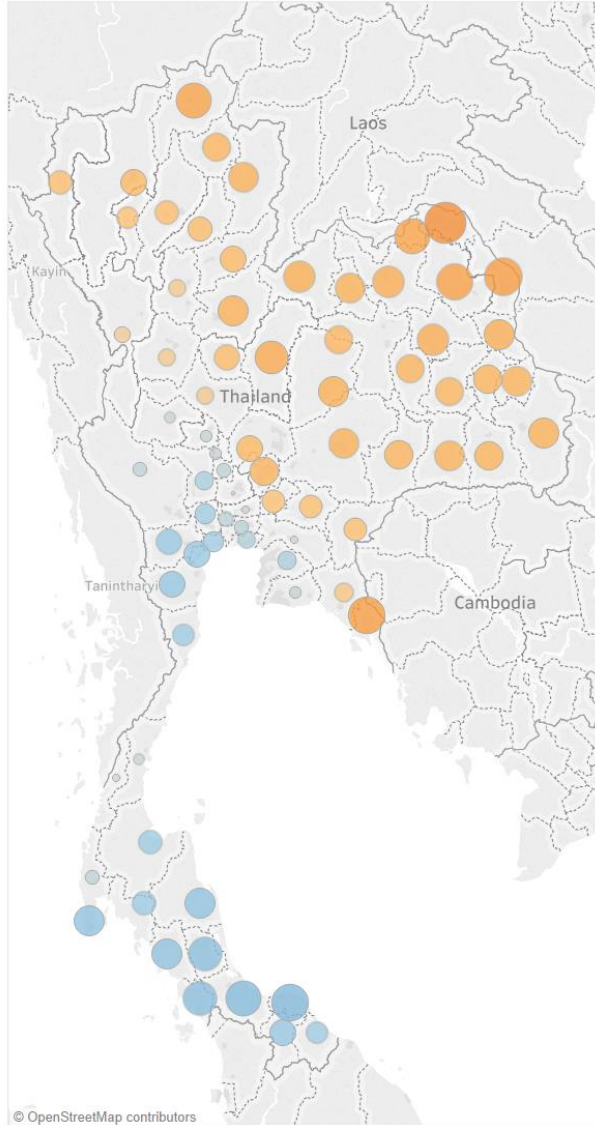 Laos
Kayin
Thailand
Tanintharyi
Cambodia
© OpenStreetMap contributors